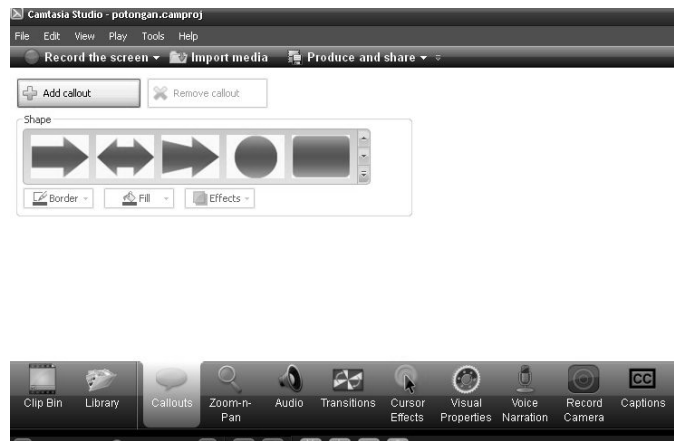 Camtasia Studio - potongan.camproj
File Edit View Play Tools Help
Record the screen Import media Produce and share
Add callout Remove callout
Shape
Border Fill Effects
Clip Bin Library Callouts Zoom-n-Pan Audio Transitions Cursor Effects Visual Properties Voice Narration Record Camera CC Captions